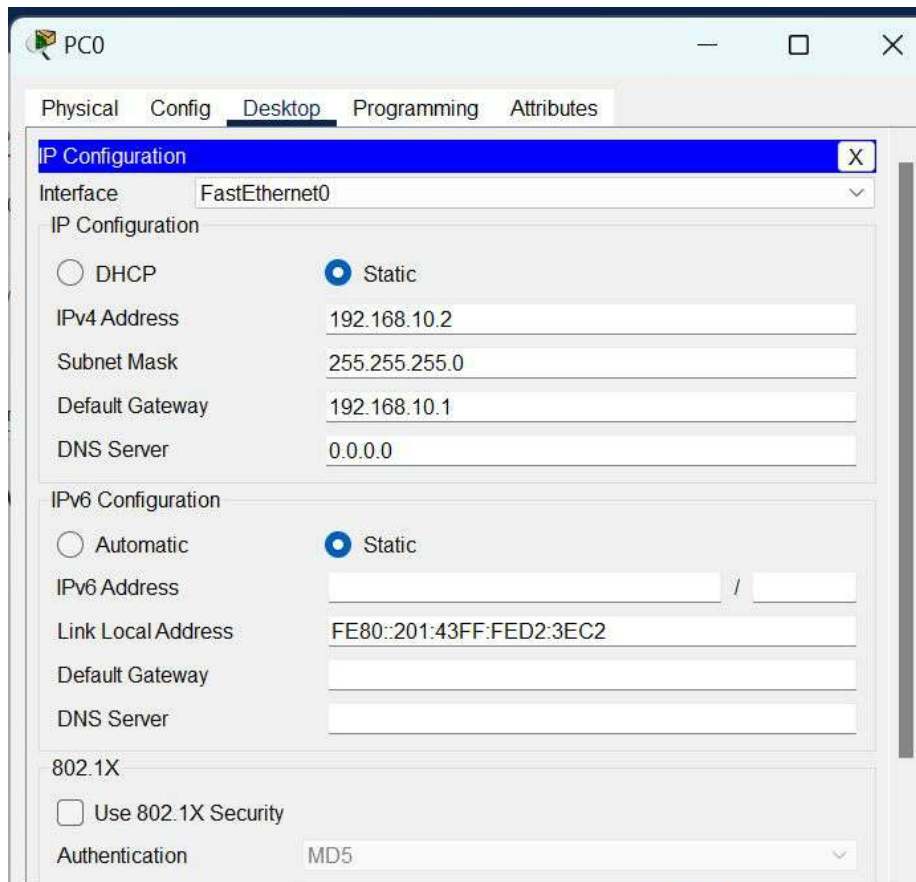 PC0
Physical Config Desktop Programming Attributes
IP Configuration X
Interface FastEthernet0
IP Configuration
DHCP Static
IPv4 Address 192.168.10.2
Subnet Mask 255.255.255.0
Default Gateway 192.168.10.1
DNS Server 0.0.0.0
IPv6 Configuration
Automatic Static
IPv6 Address /
Link Local Address FE80::201:43FF:FED2:3EC2
Default Gateway
DNS Server
802.1X
Use 802.1X Security
Authentication MD5